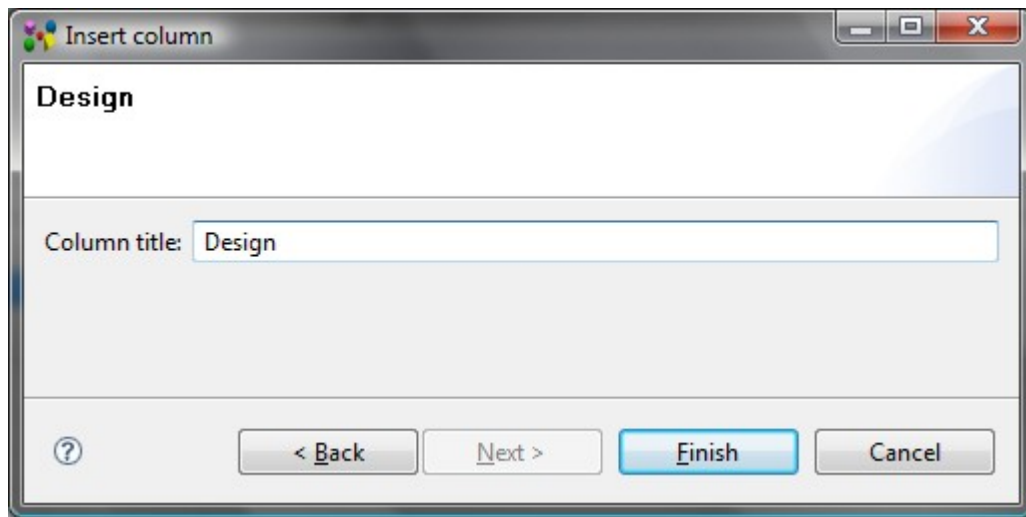 Insert column
Design
Column title: Design
< Back Next > Finish Cancel